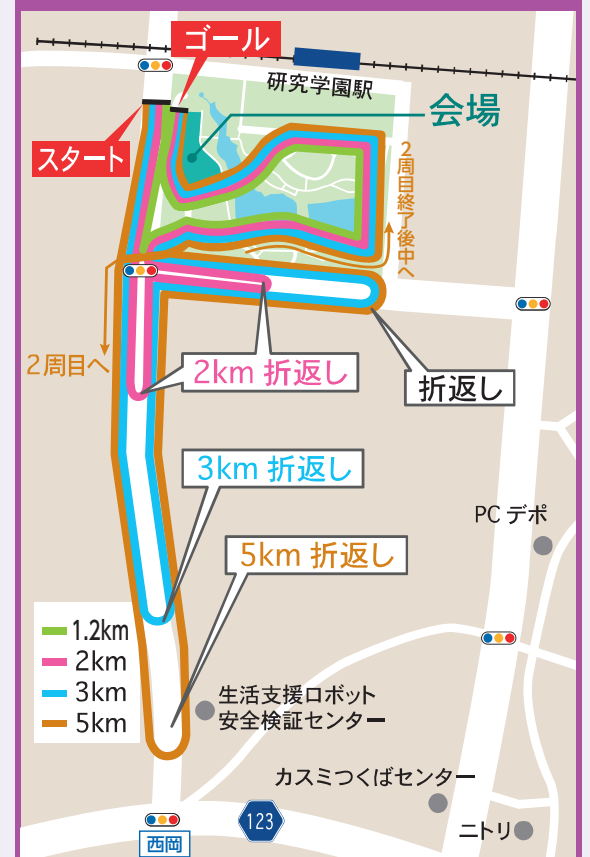 ゴール
研究学園駅
会場
スタート
2周目終了後中へ
2周目へ
2km 折返し
折返し
3km 折返し
PC デポ
5km 折返し
1.2km
2km
3km
5km
生活支援ロボット
安全検証センター
カスミつくばセンター
123
ニトリ
西岡